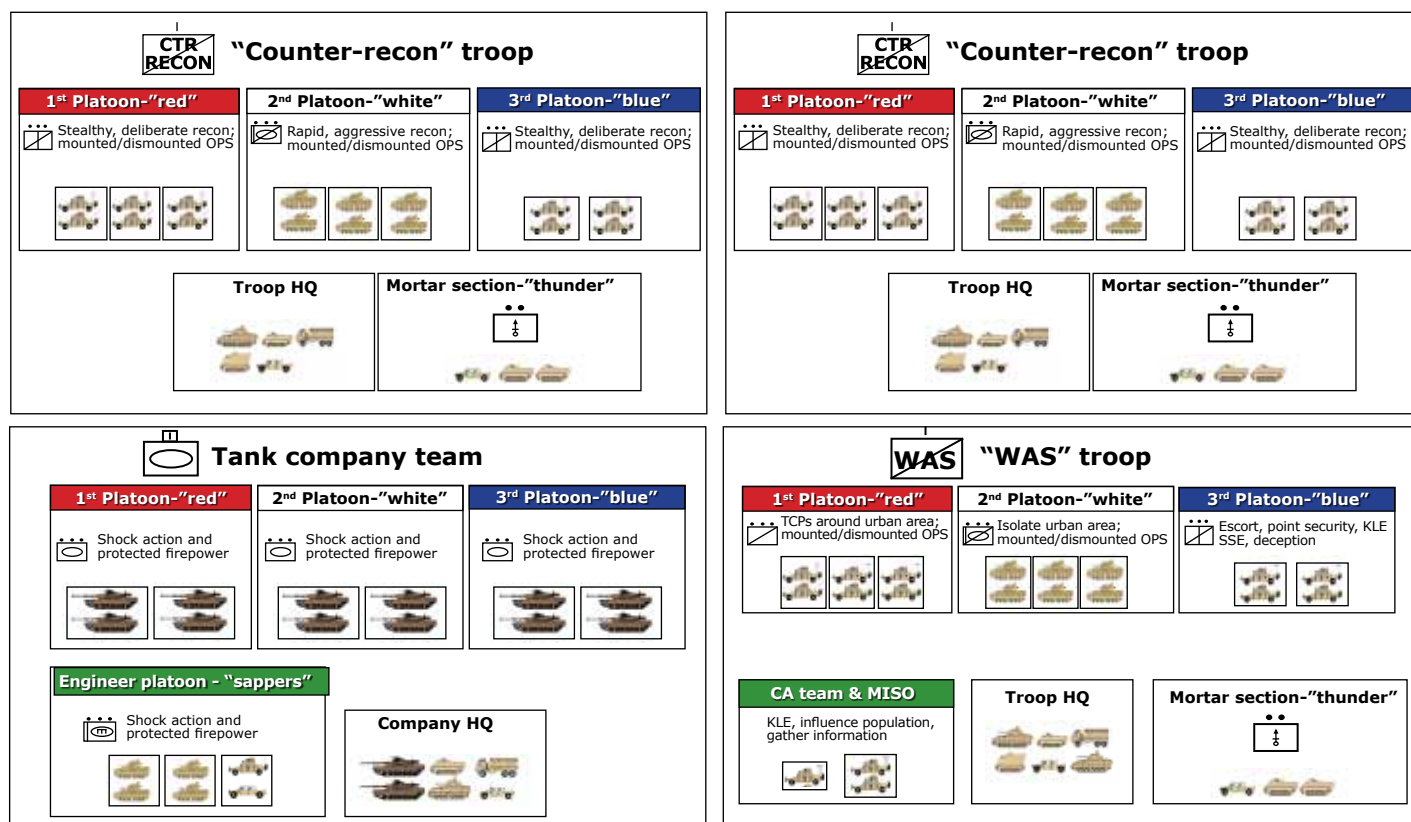 CTR
RECON
“Counter-recon” troop
1st Platoon-”red”
Stealthy, deliberate recon;
mounted/dismounted OPS
2nd Platoon-”white”
Rapid, aggressive recon;
mounted/dismounted OPS
3rd Platoon-”blue”
Stealthy, deliberate recon;
mounted/dismounted OPS
Troop HQ
Mortar section-”thunder”
CTR
RECON
“Counter-recon” troop
1st Platoon-”red”
Stealthy, deliberate recon;
mounted/dismounted OPS
2nd Platoon-”white”
Rapid, aggressive recon;
mounted/dismounted OPS
3rd Platoon-”blue”
Stealthy, deliberate recon;
mounted/dismounted OPS
Troop HQ
Mortar section-”thunder”
I
Tank company team
1st Platoon-”red”
Shock action and
protected firepower
2nd Platoon-”white”
Shock action and
protected firepower
3rd Platoon-”blue”
Shock action and
protected firepower
Engineer platoon - “sappers”
E
Shock action and
protected firepower
Company HQ
WAS
“WAS” troop
1st Platoon-”red”
TCPs around urban area;
mounted/dismounted OPS
2nd Platoon-”white”
Isolate urban area;
mounted/dismounted OPS
3rd Platoon-”blue”
Escort, point security, KLE
SSE, deception
CA team & MISO
KLE, influence population,
gather information
Troop HQ
Mortar section-”thunder”